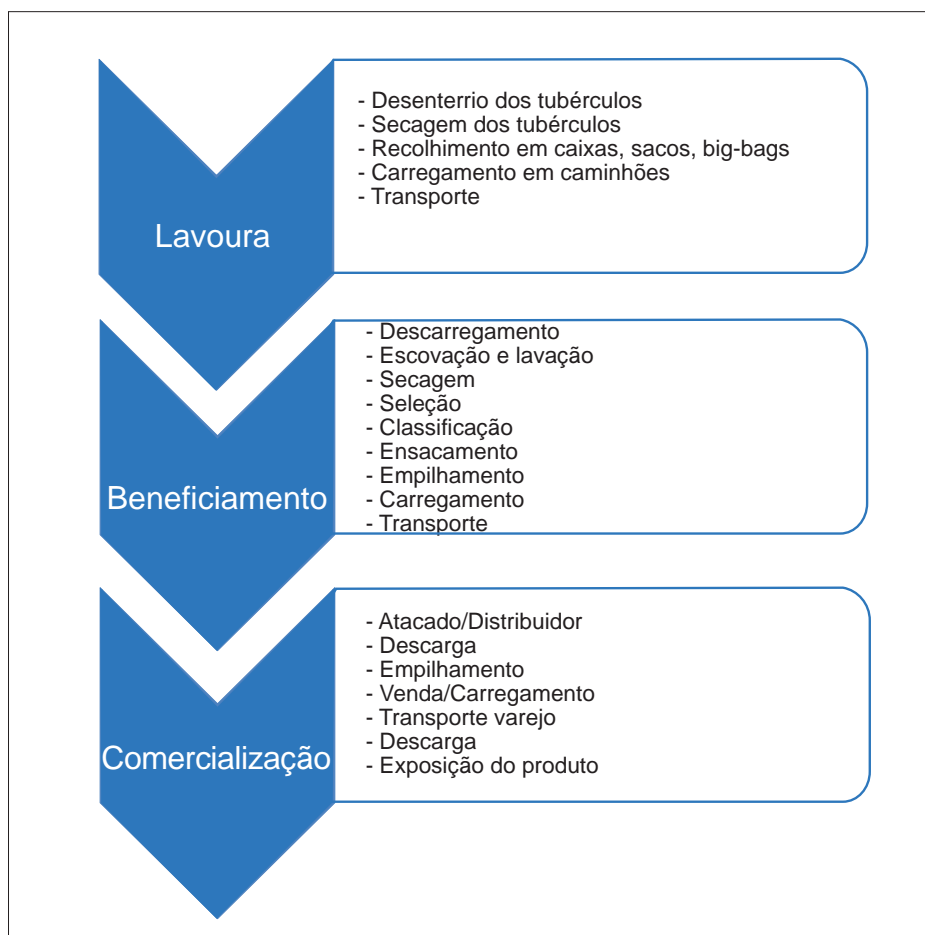 Lavoura
- Desenterrio dos tubérculos
- Secagem dos tubérculos
- Recolhimento em caixas, sacos, big-bags
- Carregamento em caminhões
- Transporte
Beneficiamento
- Descarregamento
- Escovação e lavação
- Secagem
- Seleção
- Classificação
- Ensacamento
- Empilhamento
- Carregamento
- Transporte
Comercialização
- Atacado/Distribuidor
- Descarga
- Empilhamento
- Venda/Carregamento
- Transporte varejo
- Descarga
- Exposição do produto